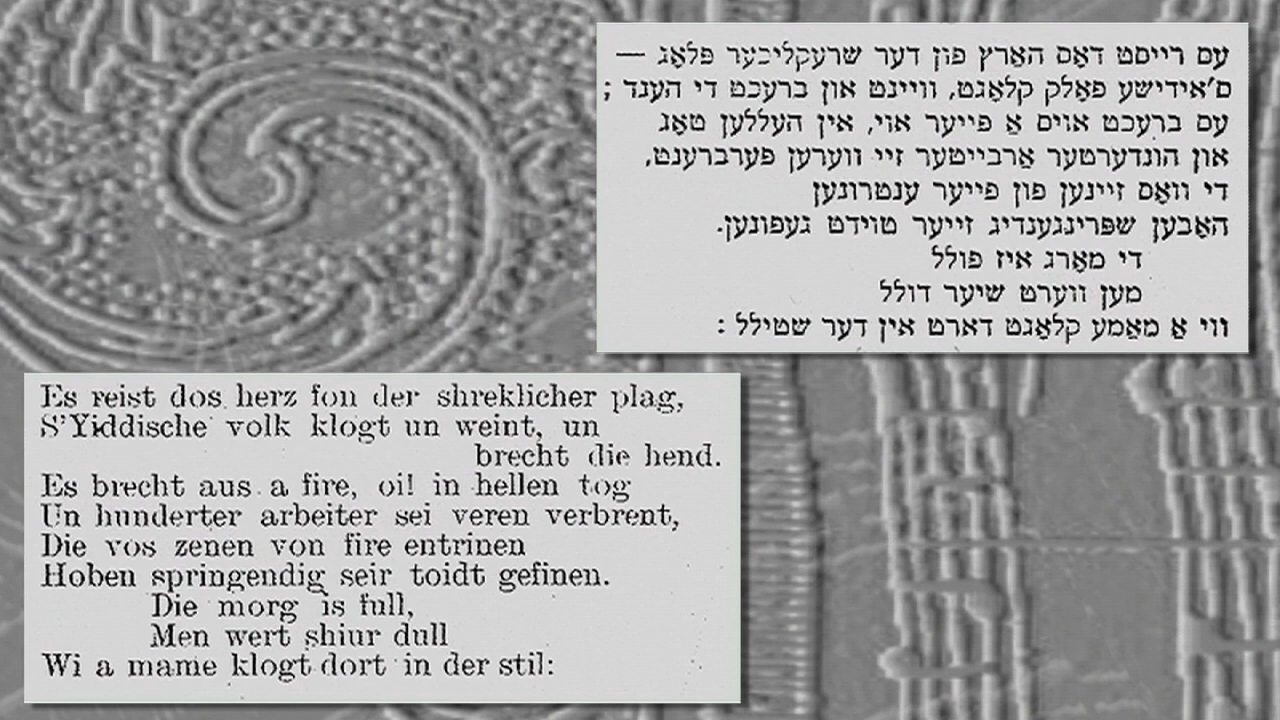 עס רייסט דאָס האַרץ פון דער שרעקליכער פּלאָג —
ס'אידישע פאָלק קלאָגט, וויינט און ברעכט די הענד ;
עס ברעכט אויס אַ פייער אוי, אין העללען טאָג
און הונדערטער אַרבייטער זיי ווערען פערברענט,
די וואָס זיינען פון פייער ענטרונען
האָבען שפּרינגענדיג זייער טוידט געפונען.
די מאָרג איז פולל
מען ווערט שיער דולל
ווי אַ מאַמע קלאָגט דאָרט אין דער שטילל :
Es reist dos herz fon der shreklicher plag,
S'Yiddische volk klogt un weint, un
brecht die hend.
Es brecht aus a fire, oi! in hellen tog
Un hunderter arbeiter sei veren verbrent,
Die vos zenen von fire entrinen
Hoben springendig seir toidt gefinen.
Die morg is full,
Men wert shiur dull
Wi a mame klogt dort in der stil: